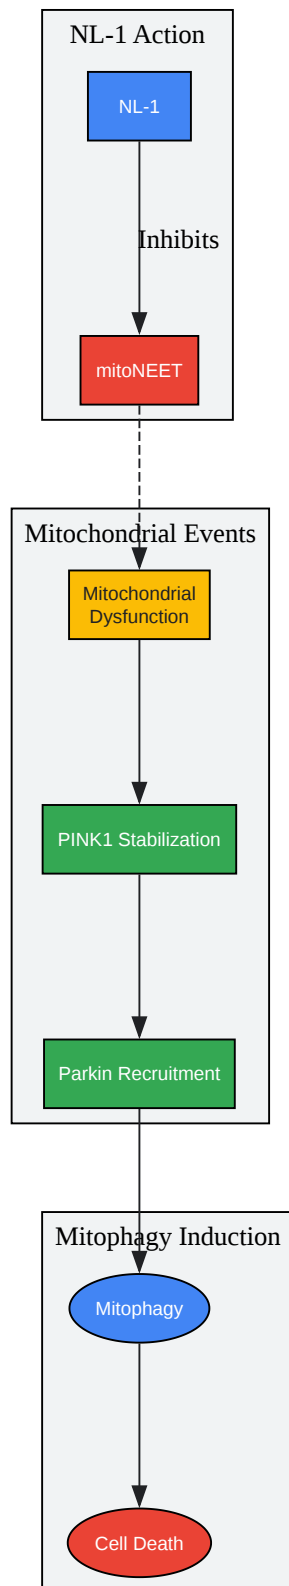 NL-1 Action
NL-1
Inhibits
mitoNEET
Mitochondrial Events
Mitochondrial
Dysfunction
PINK1 Stabilization
Parkin Recruitment
Mitophagy Induction
Mitophagy
Cell Death